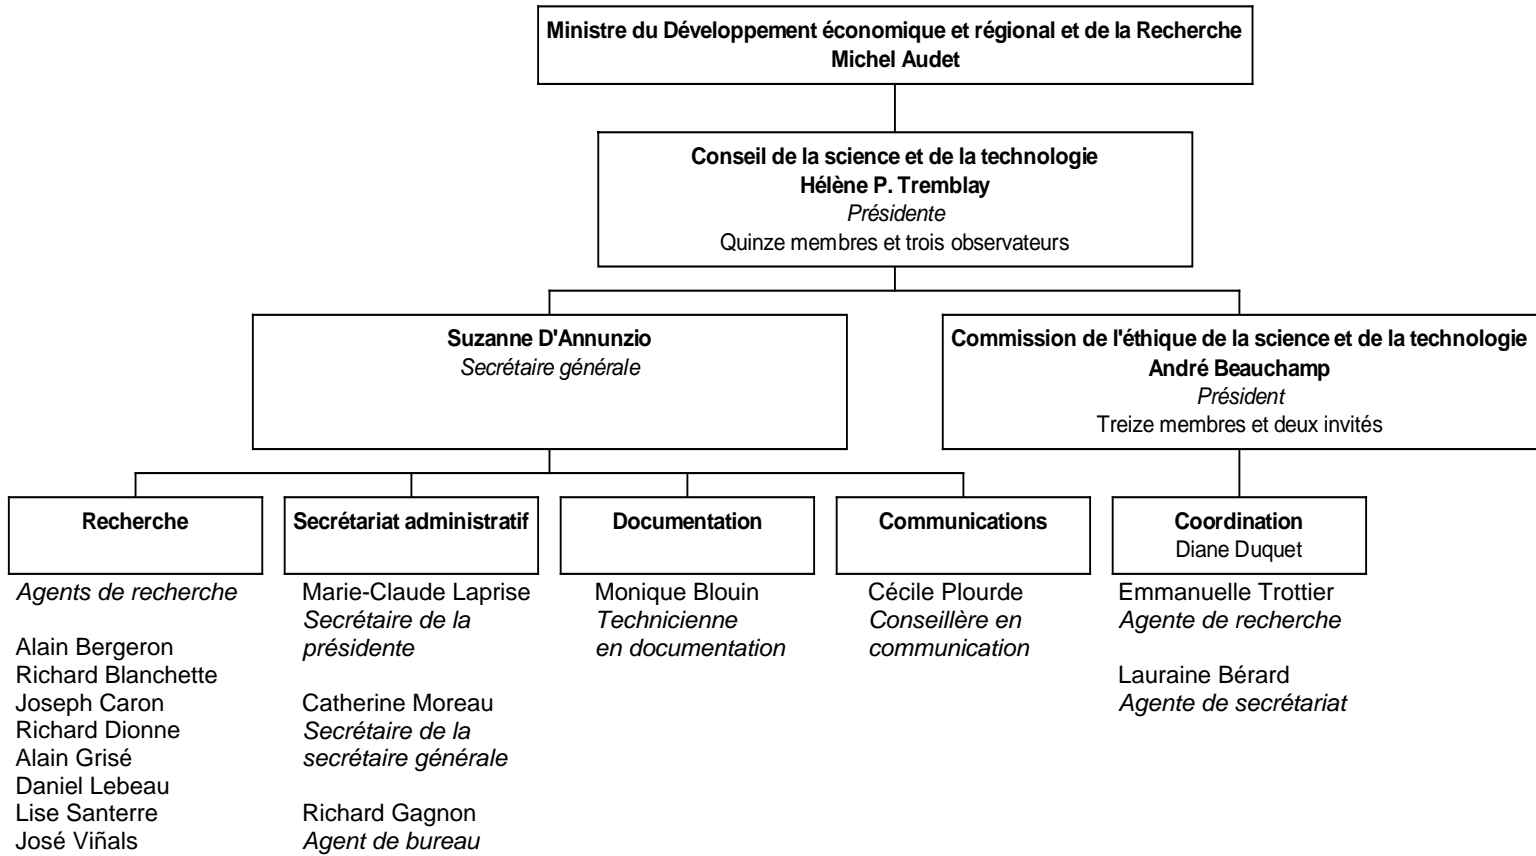 Ministre du Développement économique et régional et de la Recherche
Michel Audet
Conseil de la science et de la technologie
Hélène P. Tremblay
Présidente
Quinze membres et trois observateurs
Suzanne D'Annunzio
Secrétaire générale
Commission de l'éthique de la science et de la technologie
André Beauchamp
Président
Treize membres et deux invités
Recherche
Agents de recherche
Alain Bergeron
Richard Blanchette
Joseph Caron
Richard Dionne
Alain Grisé
Daniel Lebeau
Lise Santerre
José Viñals
Secrétariat administratif
Marie-Claude Laprise
Secrétaire de la
présidente
Catherine Moreau
Secrétaire de la
secrétaire générale
Richard Gagnon
Agent de bureau
Documentation
Monique Blouin
Technicienne
en documentation
Communications
Cécile Plourde
Conseillère en
communication
Coordination
Diane Duquet
Emmanuelle Trottier
Agente de recherche
Lauraine Bérard
Agente de secrétariat